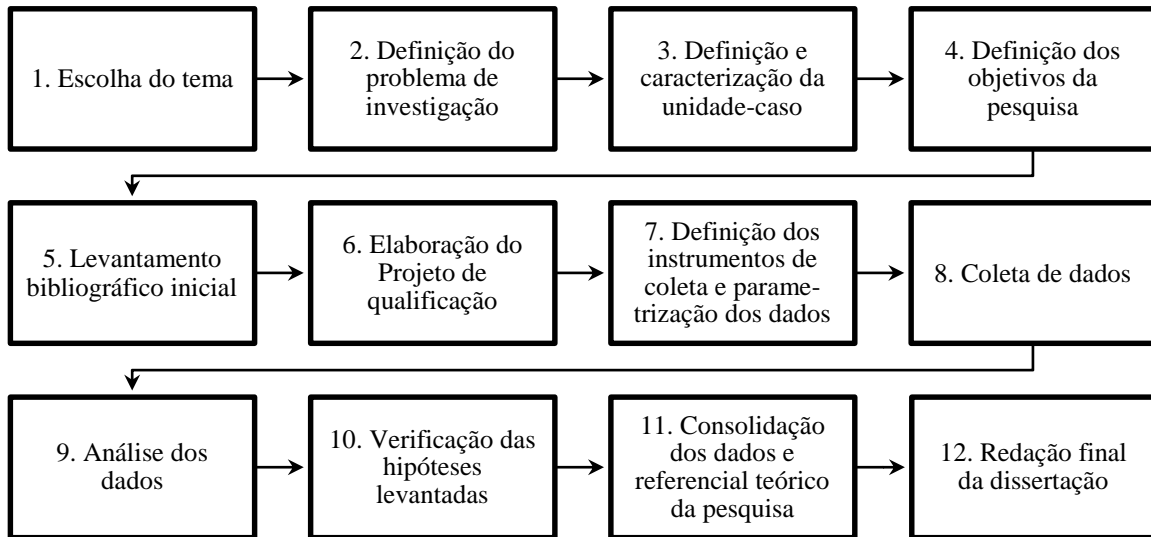 1. Escolha do tema
2. Definição do
problema de
investigação
3. Definição e
caracterização da
unidade-caso
4. Definição dos
objetivos da
pesquisa
5. Levantamento
bibliográfico inicial
6. Elaboração do
Projeto de
qualificação
7. Definição dos
instrumentos de
coleta e parame-
trização dos dados
8. Coleta de dados
9. Análise dos
dados
10. Verificação das
hipóteses
levantadas
11. Consolidação
dos dados e
referencial teórico
da pesquisa
12. Redação final
da dissertação